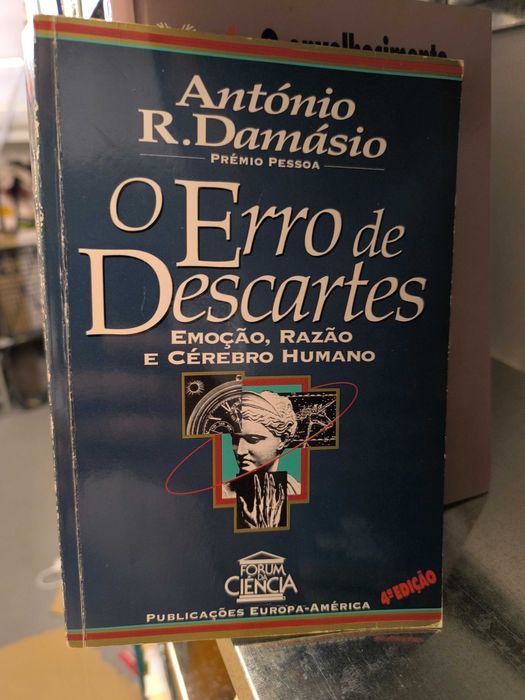 O envelhecimento
António
R. Damásio
PRÉMIO PESSOA
O Erro de
Descartes
EMOÇÃO, RAZÃO
E CÉREBRO HUMANO
FORUM
DA
CIÊNCIA
4ª EDIÇÃO
PUBLICAÇÕES EUROPA-AMÉRICA